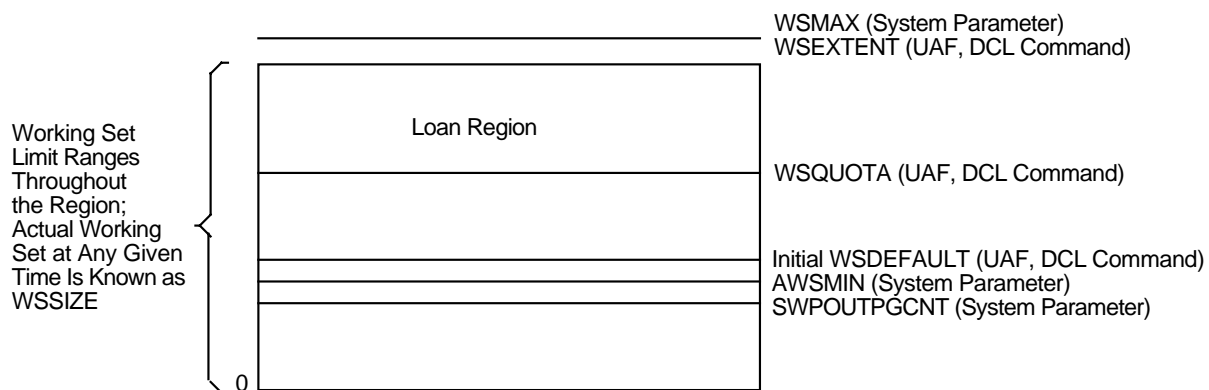 WSMAX (System Parameter)
WSEXTENT (UAF, DCL Command)
Working Set
Limit Ranges
Throughout
the Region;
Actual Working
Set at Any Given
Time Is Known as
WSSIZE
Loan Region
WSQUOTA (UAF, DCL Command)
Initial WSDEFAULT (UAF, DCL Command)
AWSMIN (System Parameter)
SWPOUTPGCNT (System Parameter)
0